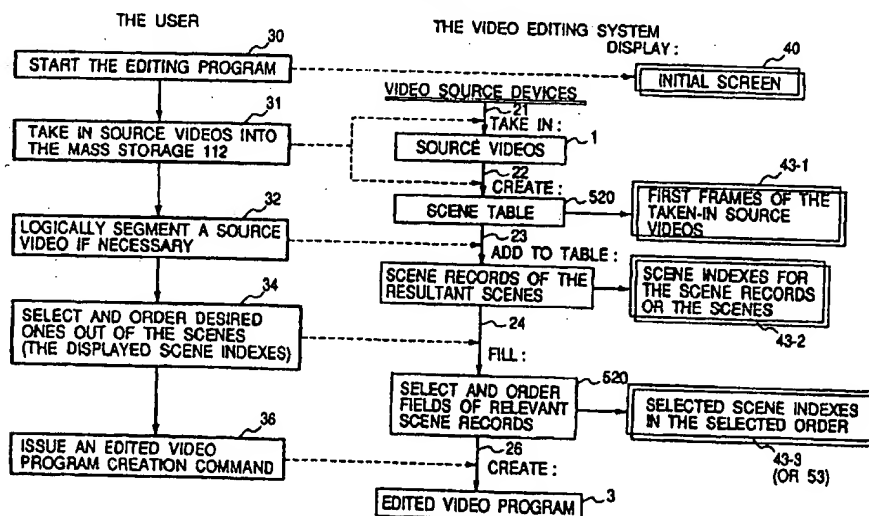 THE USER
THE VIDEO EDITING SYSTEM
DISPLAY :
30
START THE EDITING PROGRAM
40
INITIAL SCREEN
VIDEO SOURCE DEVICES
21
TAKE IN :
31
TAKE IN SOURCE VIDEOS INTO
THE MASS STORAGE 112
1
SOURCE VIDEOS
22
CREATE :
520
SCENE TABLE
43-1
FIRST FRAMES OF THE
TAKEN-IN SOURCE
VIDEOS
32
LOGICALLY SEGMENT A SOURCE
VIDEO IF NECESSARY
23
ADD TO TABLE :
SCENE RECORDS OF THE
RESULTANT SCENES
SCENE INDEXES FOR
THE SCENE RECORDS
OR THE SCENES
43-2
34
SELECT AND ORDER DESIRED
ONES OUT OF THE SCENES
(THE DISPLAYED SCENE INDEXES)
24
FILL :
520
SELECT AND ORDER
FIELDS OF RELEVANT
SCENE RECORDS
SELECTED SCENE INDEXES
IN THE SELECTED ORDER
43-3
(OR 53)
36
ISSUE AN EDITED VIDEO
PROGRAM CREATION COMMAND
26
CREATE :
3
EDITED VIDEO PROGRAM